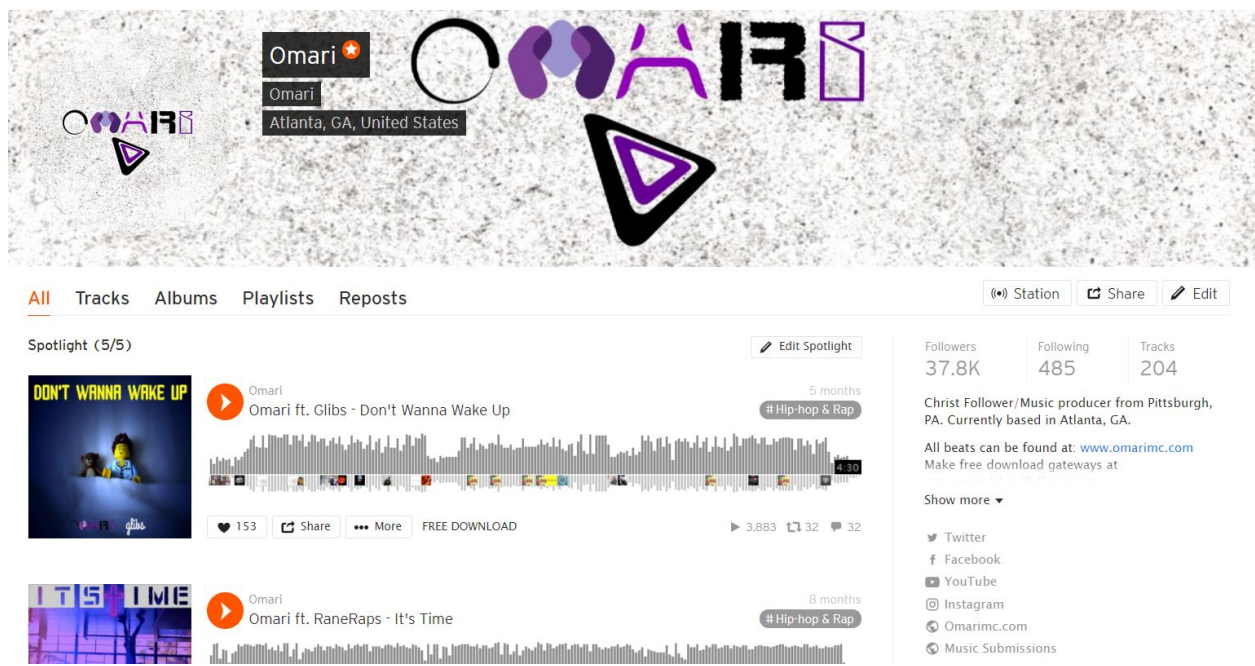 OMARI
Omari
Omari
Atlanta, GA, United States
OMARI
All Tracks Albums Playlists Reposts
Station Share Edit
Spotlight (5/5)
Edit Spotlight
DON'T WANNA WAKE UP
glibs
Omari
5 months
Omari ft. Glibs - Don't Wanna Wake Up
# Hip-hop & Rap
4:30
153 Share More FREE DOWNLOAD
3,883 32 32
ITS TIME
Omari
8 months
Omari ft. RaneRaps - It's Time
# Hip-hop & Rap
Followers Following Tracks
37.8K 485 204
Christ Follower/Music producer from Pittsburgh,
PA. Currently based in Atlanta, GA.
All beats can be found at: www.omarimc.com
Make free download gateways at
Show more
Twitter
Facebook
YouTube
Instagram
Omarimc.com
Music Submissions